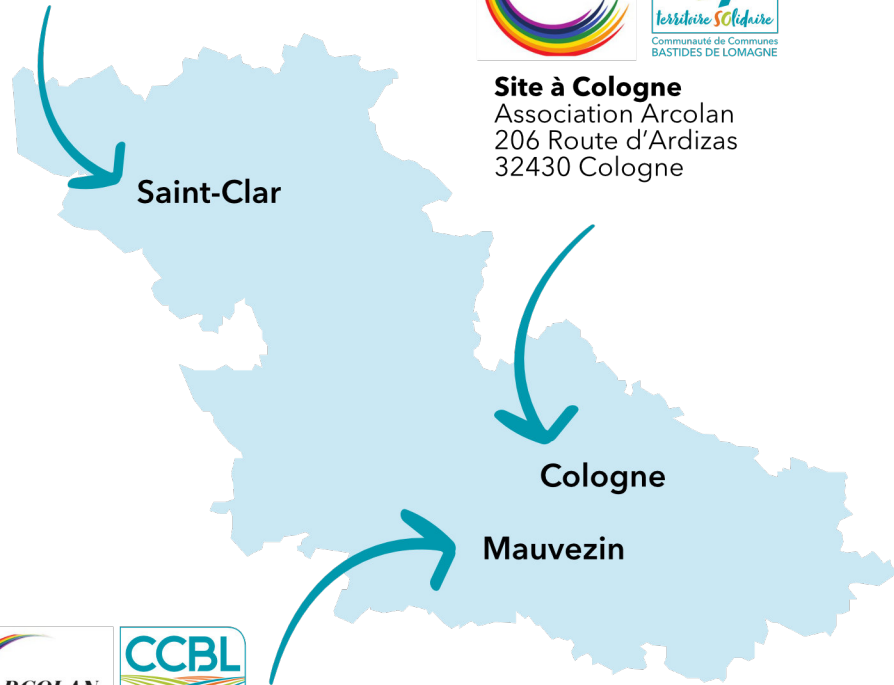 territoire SOlidaire
Communauté de Communes
BASTIDES DE LOMAGNE
Site à Cologne
Association Arcolan
206 Route d'Ardizas
32430 Cologne
Saint-Clar
Cologne
Mauvezin
CCBL